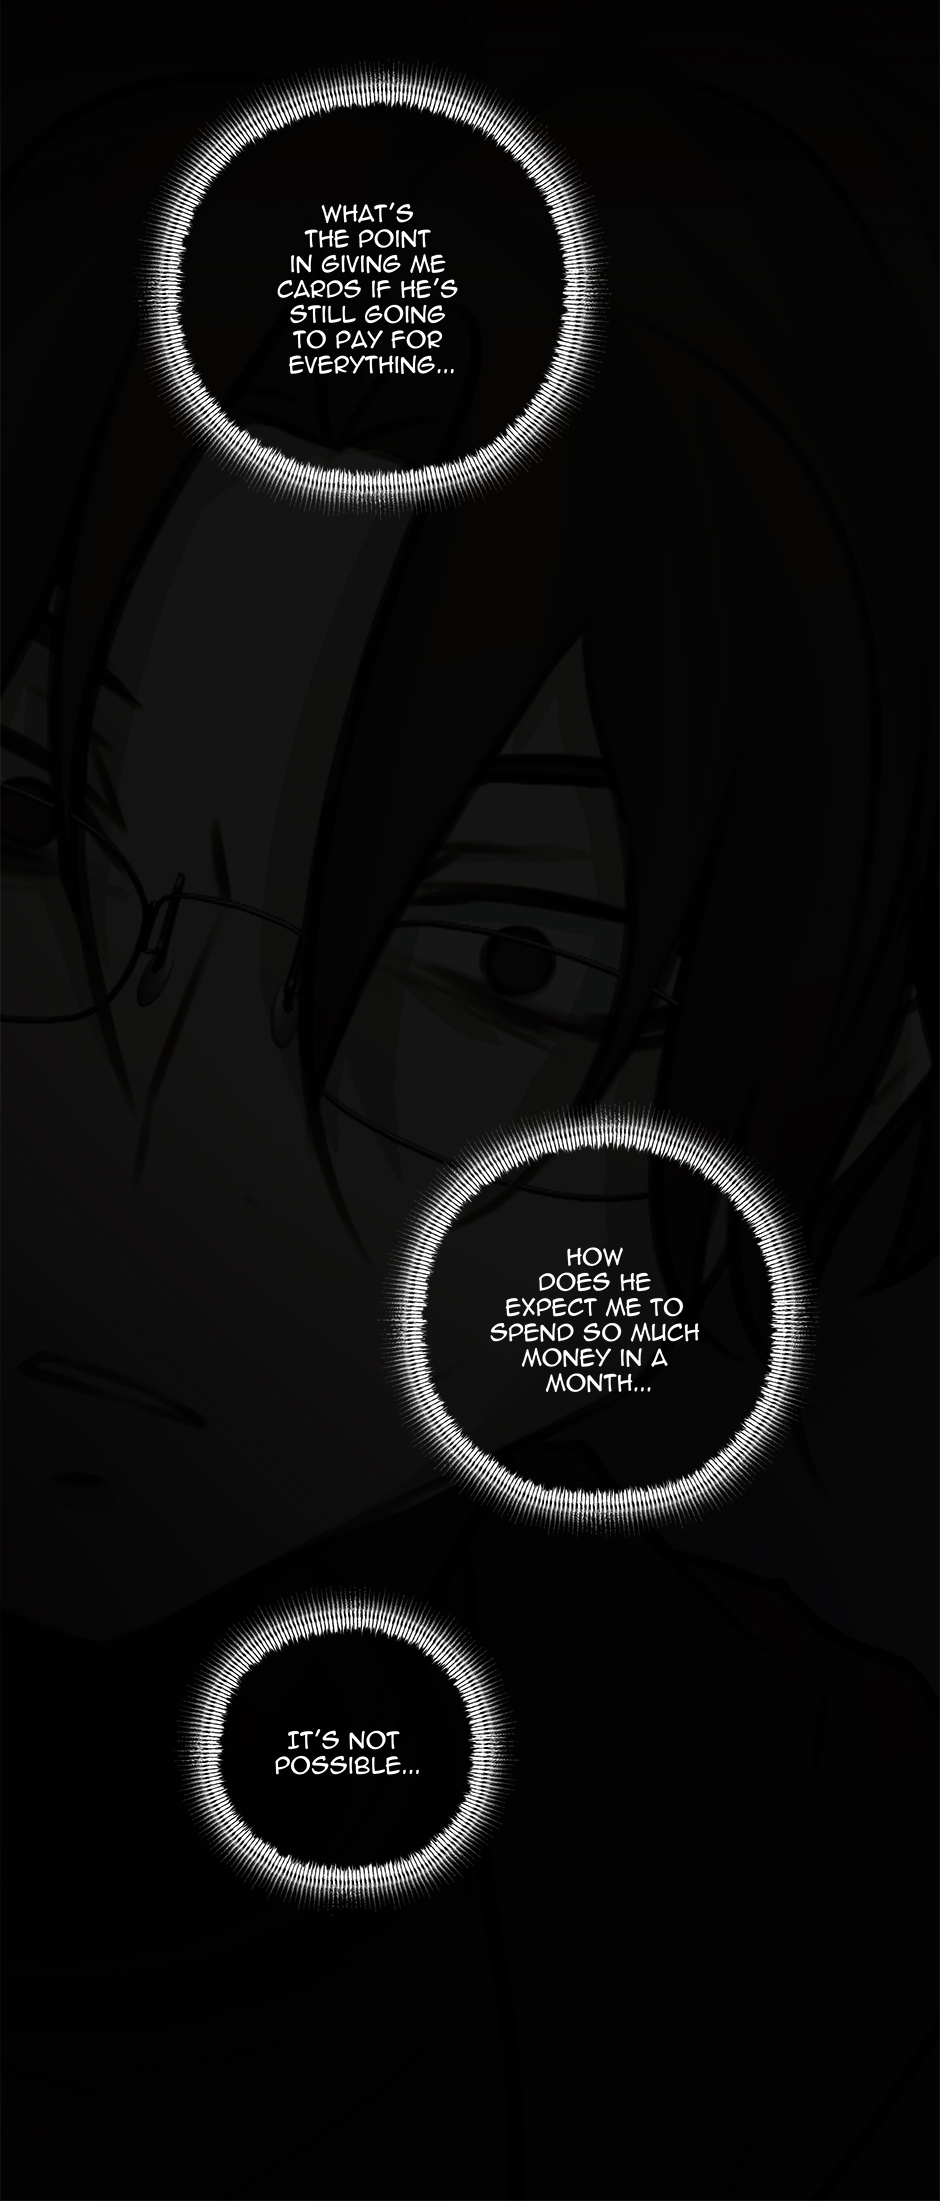 WHAT'S
THE POINT
IN GIVING ME
CARDS IF HE'S
STILL GOING
TO PAY FOR
EVERYTHING...
HOW
DOES HE
EXPECT ME TO
SPEND SO MUCH
MONEY IN A
MONTH...
IT'S NOT
POSSIBLE...